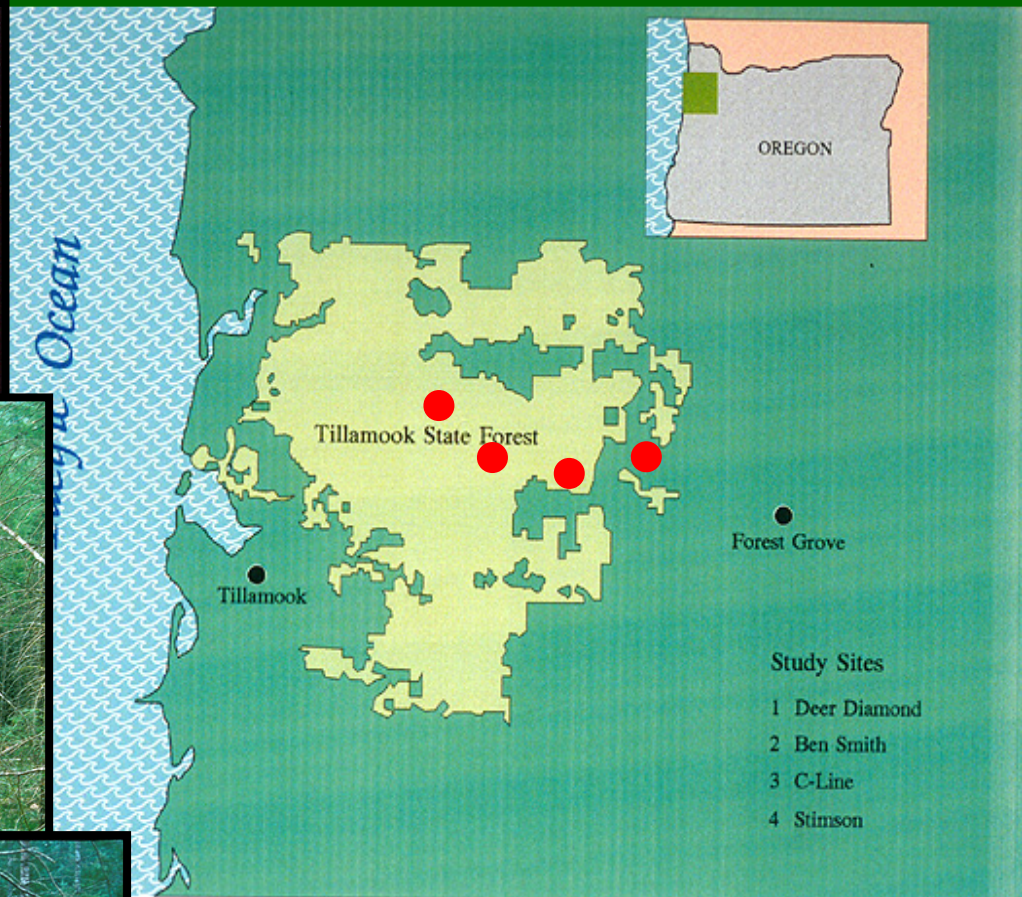 OREGON
Ocean
Tillamook State Forest
Forest Grove
Tillamook
Study Sites
1 Deer Diamond
2 Ben Smith
3 C-Line
4 Stimson